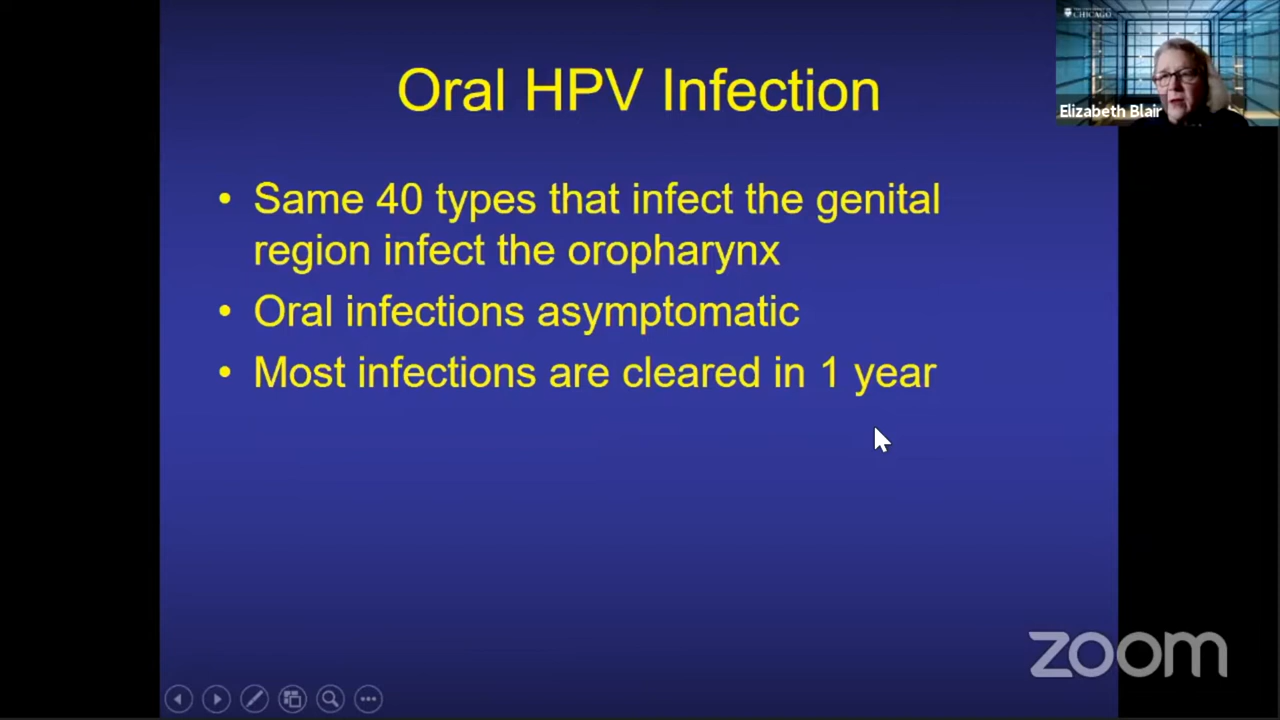 Oral HPV Infection
CHICAGO
Elizabeth Blair
• Same 40 types that infect the genital
region infect the oropharynx
• Oral infections asymptomatic
• Most infections are cleared in 1 year
zoom